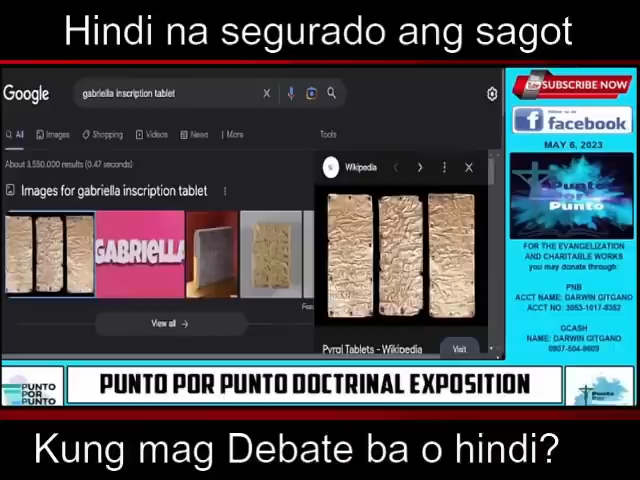 Hindi na segurado ang sagot
Google
gabriella inscription tablet
All
Images
Shopping
Videos
News
More
Tools
About 3,550,000 results (0.47 seconds)
Images for gabriella inscription tablet
GABRIELLA
View all
Wikipedia
Pyrgi Tablets - Wikipedia
Visit
SUBSCRIBE NOW
facebook
MAY 6, 2023
Punto
Por
Punto
FOR THE EVANGELIZATION
AND CHARITABLE WORKS
you may donate through:
PNB
ACCT NAME: DARWIN GITGANO
ACCT NO: 3053-1017-8352
GCASH
NAME: DARWIN GITGANO
0907-504-9609
PUNTO
POR
PUNTO
PUNTO POR PUNTO DOCTRINAL EXPOSITION
Kung mag Debate ba o hindi?